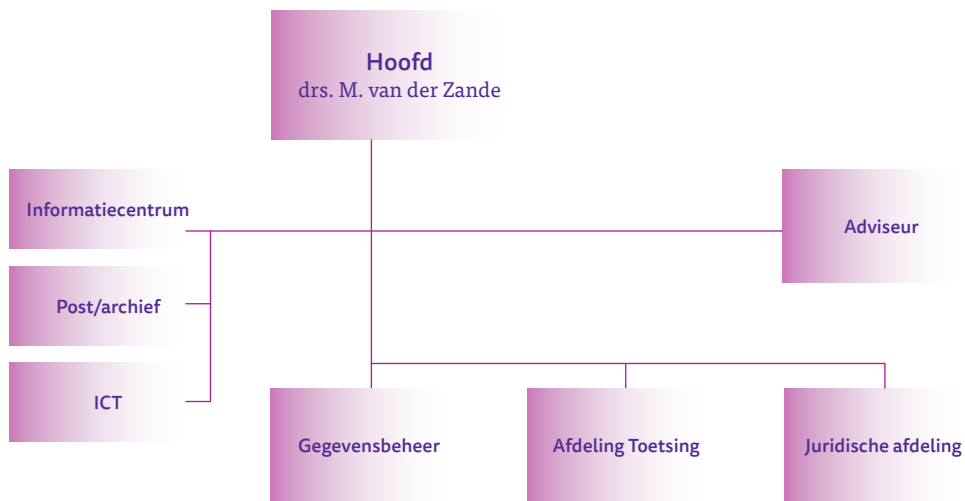 Hoofd
drs. M. van der Zande
Informatiecentrum
Adviseur
Post/archief
ICT
Gegevensbeheer
Afdeling Toetsing
Juridische afdeling